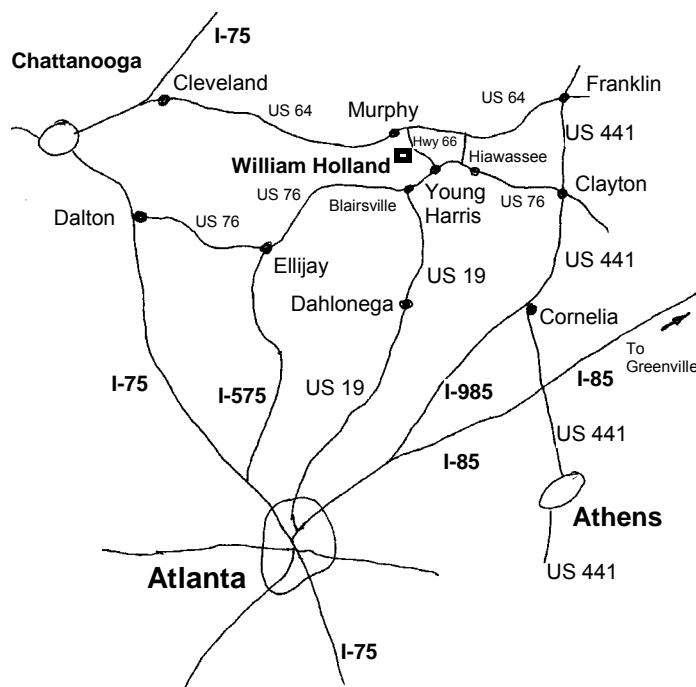 I-75
Chattanooga
Cleveland
Franklin
US 64
US 64
Murphy
US 441
Hwy 66
William Holland
Hiawassee
US 76
Young
Harris
Clayton
Blairsville
US 76
Dalton
US 76
Ellijay
US 441
US 19
Dahlonega
Cornelia
To
Greenville
I-75
I-575
US 19
I-985
I-85
US 441
I-85
Athens
Atlanta
US 441
I-75